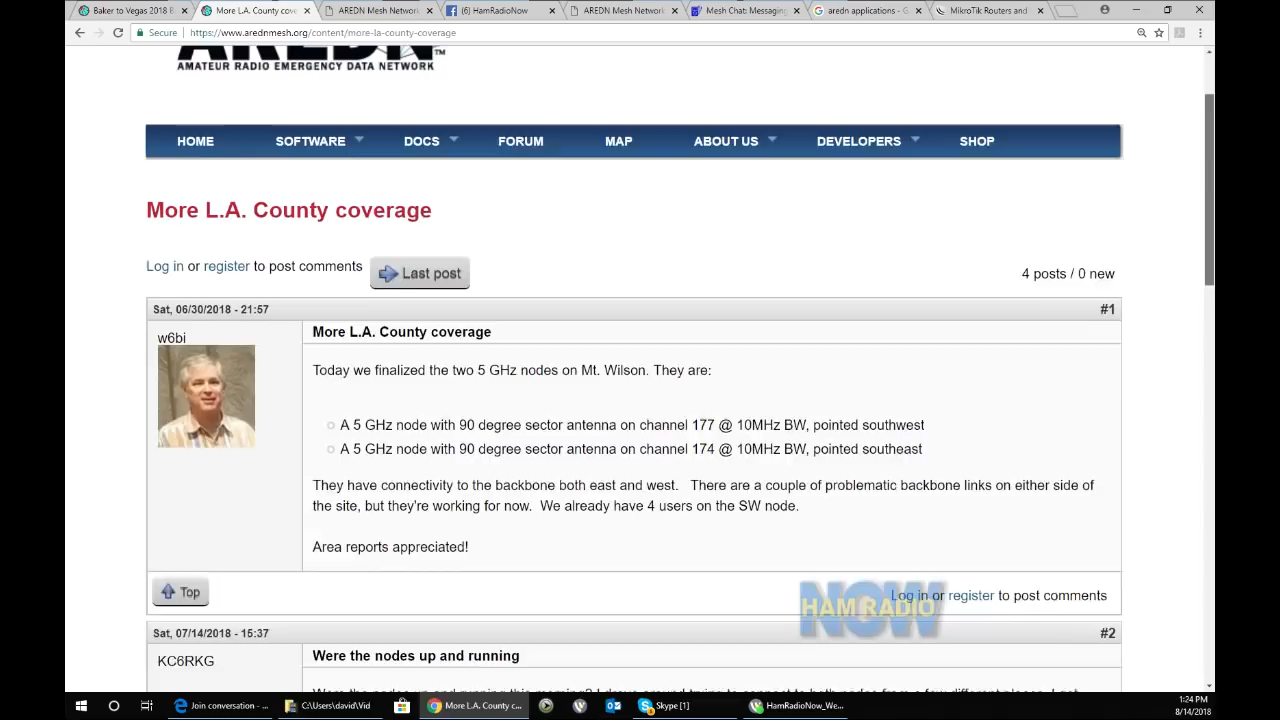 Baker to Vegas 2018 B
More L.A. County cov
AREDN Mesh Network
(6) HamRadioNow
AREDN Mesh Network
Mesh Chat: Messaging
aredn applications - G
MikroTik Routers and
Secure
https://www.arednmesh.org/content/more-la-county-coverage
AREDN™
AMATEUR RADIO EMERGENCY DATA NETWORK
HOME SOFTWARE DOCS FORUM MAP ABOUT US DEVELOPERS SHOP
More L.A. County coverage
Log in or register to post comments
Last post
4 posts / 0 new
Sat, 06/30/2018 - 21:57
#1
w6bi
More L.A. County coverage
Today we finalized the two 5 GHz nodes on Mt. Wilson. They are:
A 5 GHz node with 90 degree sector antenna on channel 177 @ 10MHz BW, pointed southwest
A 5 GHz node with 90 degree sector antenna on channel 174 @ 10MHz BW, pointed southeast
They have connectivity to the backbone both east and west. There are a couple of problematic backbone links on either side of
the site, but they're working for now. We already have 4 users on the SW node.
Area reports appreciated!
Top
Log in or register to post comments
HAM RADIO
NOW
Sat, 07/14/2018 - 15:37
#2
KC6RKG
Were the nodes up and running
Join conversation - ...
C:\Users\david\Vid
More L.A. County c...
Skype [1]
HamRadioNow_We...
1:24 PM
8/14/2018